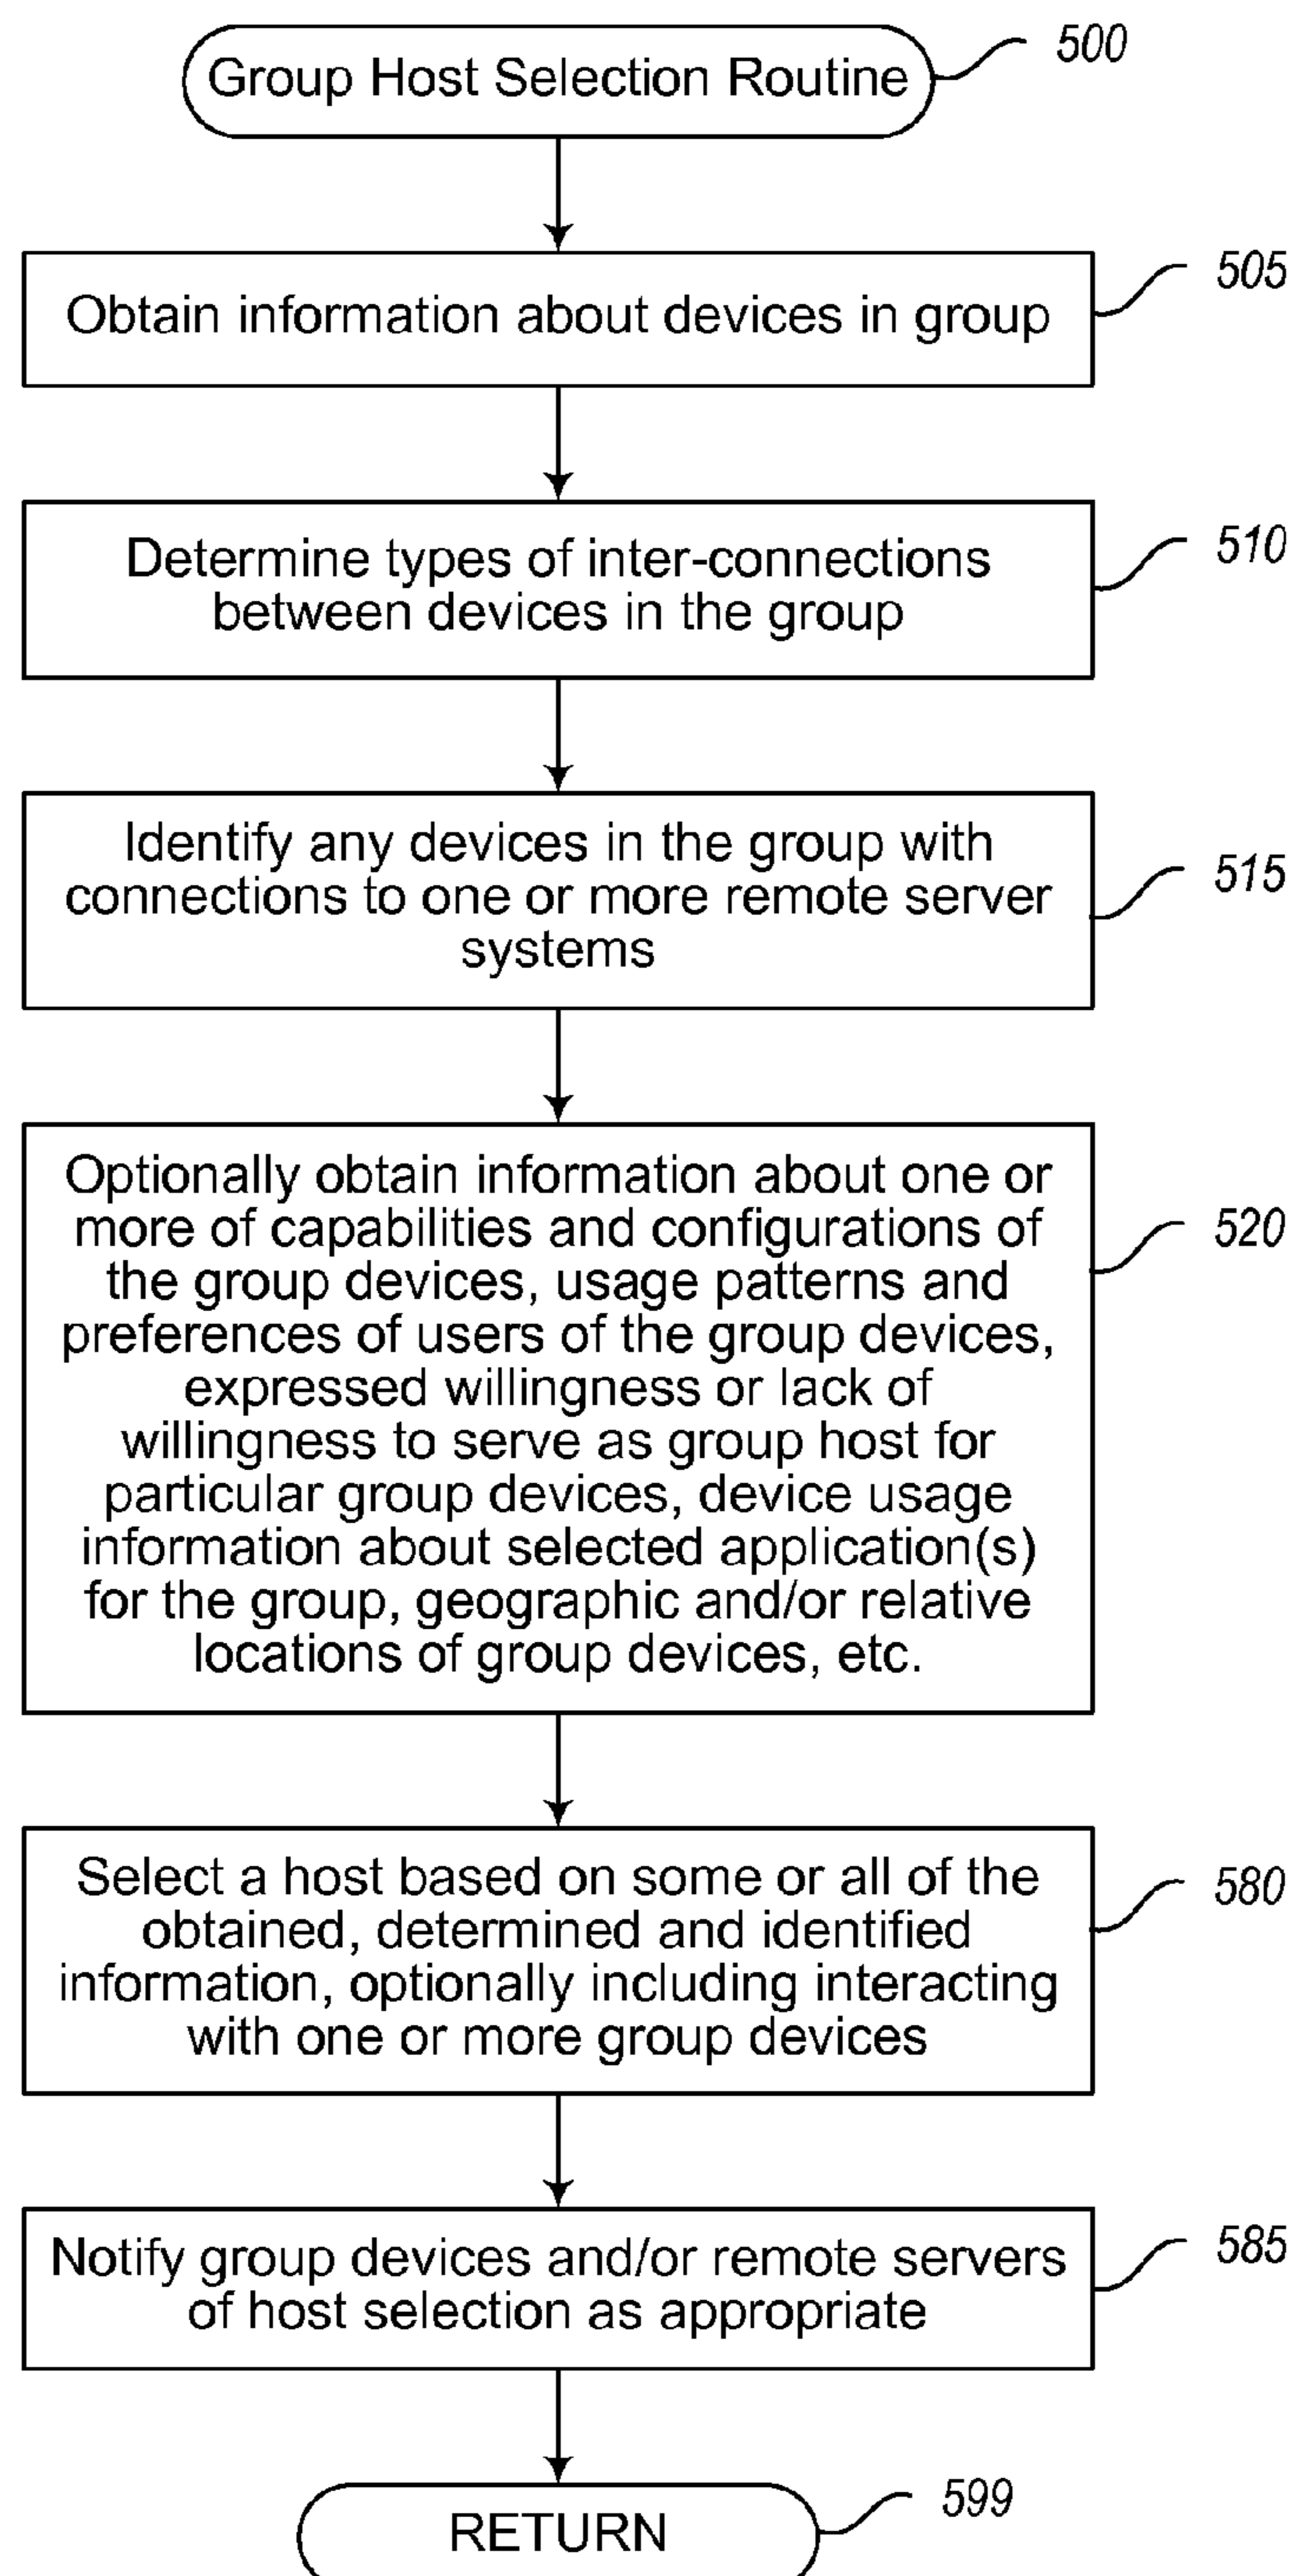 Group Host Selection Routine
500
Obtain information about devices in group
505
Determine types of inter-connections
between devices in the group
510
Identify any devices in the group with
connections to one or more remote server
systems
515
Optionally obtain information about one or
more of capabilities and configurations of
the group devices, usage patterns and
preferences of users of the group devices,
expressed willingness or lack of
willingness to serve as group host for
particular group devices, device usage
information about selected application(s)
for the group, geographic and/or relative
locations of group devices, etc.
520
Select a host based on some or all of the
obtained, determined and identified
information, optionally including interacting
with one or more group devices
580
Notify group devices and/or remote servers
of host selection as appropriate
585
RETURN
599